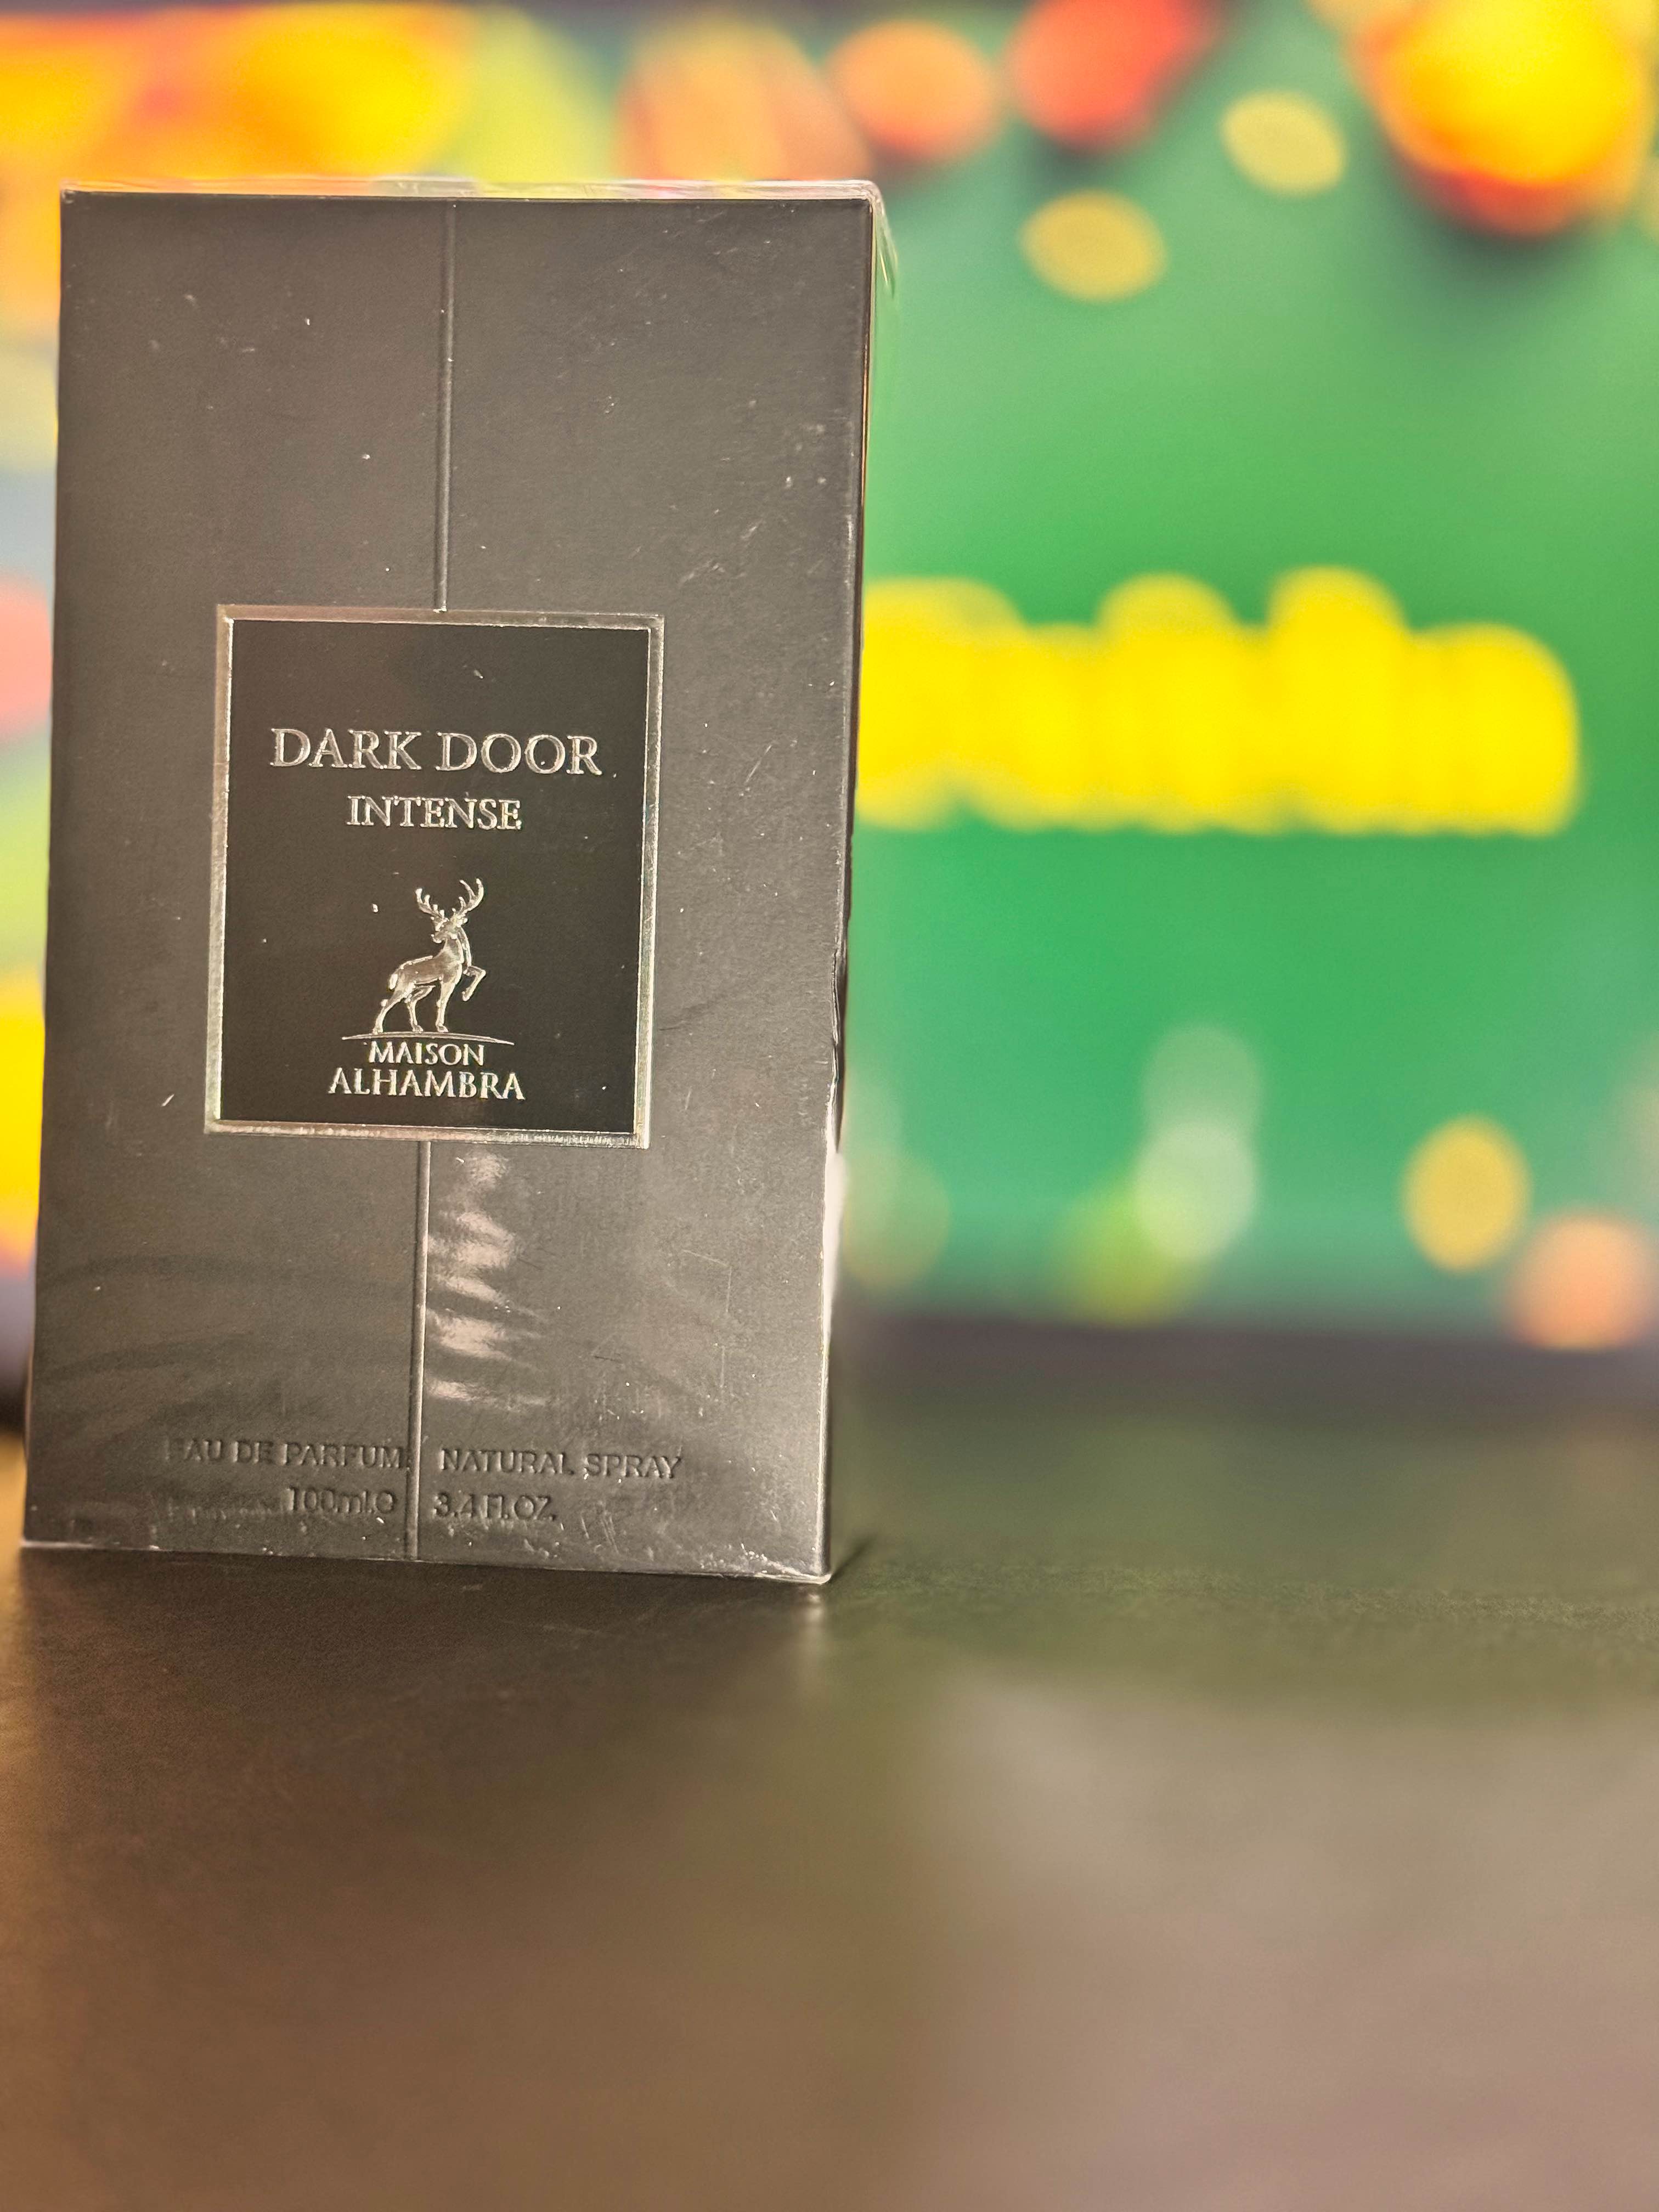 DARK DOOR
INTENSE
MAISON
ALHAMBRA
EAU DE PARFUM NATURAL SPRAY
100ml.℮ 3.4 Fl.OZ.